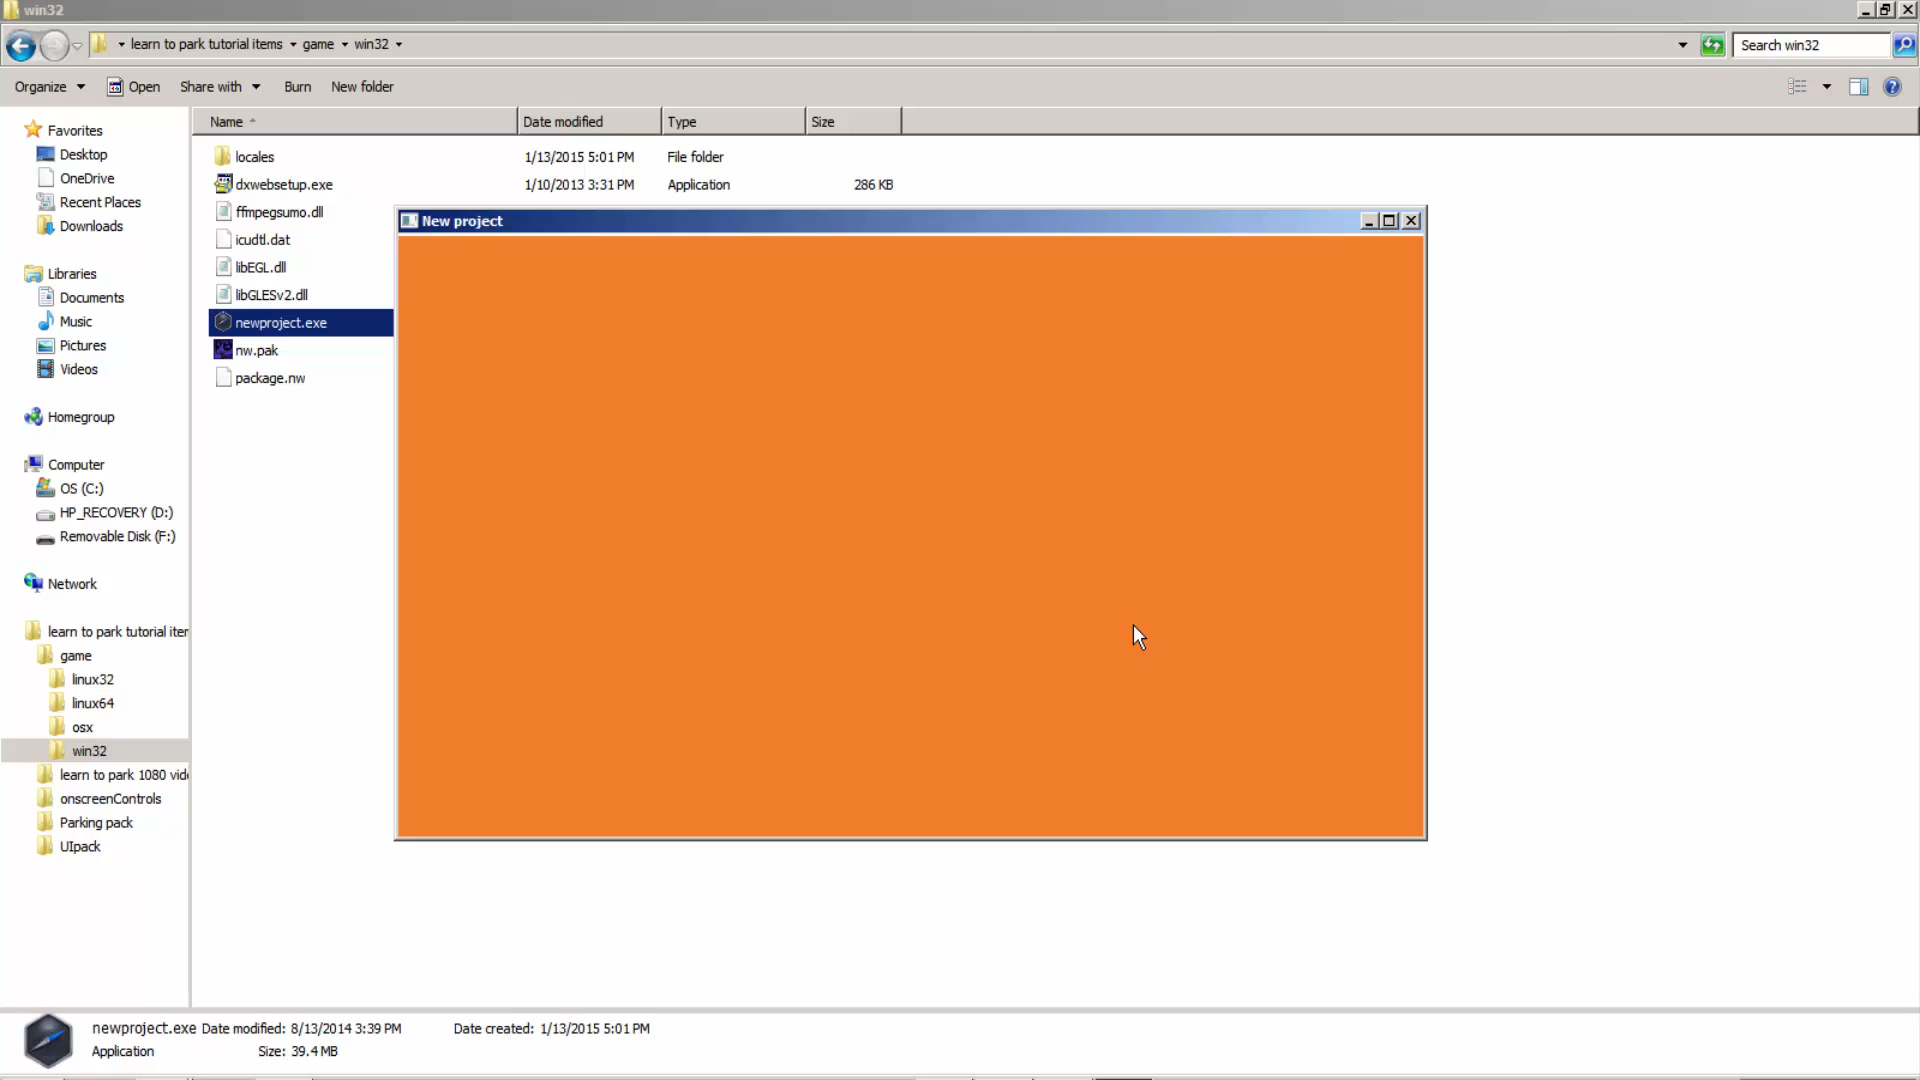 win32
learn to park tutorial items game win32
Search win32
Organize Open Share with Burn New folder
Name Date modified Type Size
locales 1/13/2015 5:01 PM File folder
dxwebsetup.exe 1/10/2013 3:31 PM Application 286 KB
ffmpegsumo.dll
icudtl.dat
libEGL.dll
libGLESv2.dll
newproject.exe
nw.pak
package.nw
New project
Favorites
Desktop
OneDrive
Recent Places
Downloads
Libraries
Documents
Music
Pictures
Videos
Homegroup
Computer
OS (C:)
HP_RECOVERY (D:)
Removable Disk (F:)
Network
learn to park tutorial iter
game
linux32
linux64
osx
win32
learn to park 1080 vide
onscreenControls
Parking pack
UIpack
newproject.exe Date modified: 8/13/2014 3:39 PM Date created: 1/13/2015 5:01 PM
Application Size: 39.4 MB